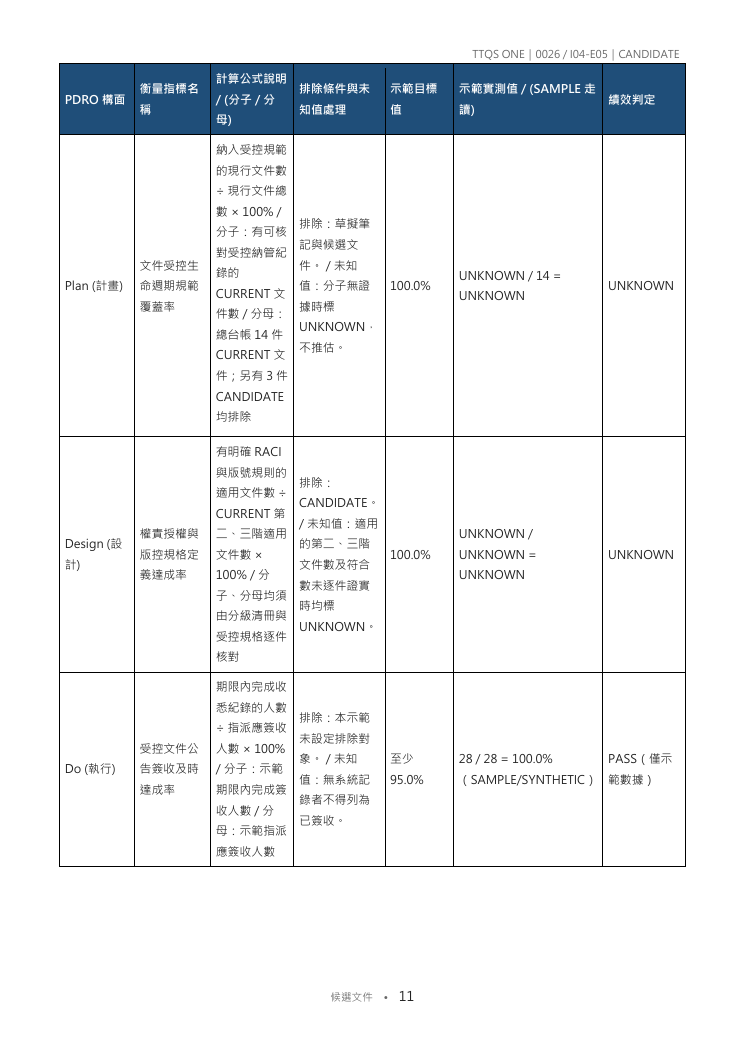 TTQS ONE | 0026 / I04-E05 | CANDIDATE
PDRO 構面
衡量指標名
稱
計算公式說明
/ (分子 / 分
母)
排除條件與未
知值處理
示範目標
值
示範實測值 / (SAMPLE 走
讀)
績效判定
Plan (計畫)
文件受控生
命週期規範
覆蓋率
納入受控規範
的現行文件數
÷ 現行文件總
數 × 100% /
分子：有可核
對受控納管紀
錄的
CURRENT 文
件數 / 分母：
總台帳 14 件
CURRENT 文
件；另有 3 件
CANDIDATE
均排除
排除：草擬筆
記與候選文
件。 / 未知
值：分子無證
據時標
UNKNOWN，
不推估。
100.0%
UNKNOWN / 14 =
UNKNOWN
UNKNOWN
Design (設
計)
權責授權與
版控規格定
義達成率
有明確 RACI
與版號規則的
適用文件數 ÷
CURRENT 第
二、三階適用
文件數 ×
100% / 分
子、分母均須
由分級清冊與
受控規格逐件
核對
排除：
CANDIDATE。
/ 未知值：適用
的第二、三階
文件數及符合
數未逐件證實
時均標
UNKNOWN。
100.0%
UNKNOWN /
UNKNOWN =
UNKNOWN
UNKNOWN
Do (執行)
受控文件公
告簽收及時
達成率
期限內完成收
悉紀錄的人數
÷ 指派應簽收
人數 × 100%
/ 分子：示範
期限內完成簽
收人數 / 分
母：示範指派
應簽收人數
排除：本示範
未設定排除對
象。 / 未知
值：無系統記
錄者不得列為
已簽收。
至少
95.0%
28 / 28 = 100.0%
（SAMPLE/SYNTHETIC）
PASS（僅示
範數據）
候選文件 • 11